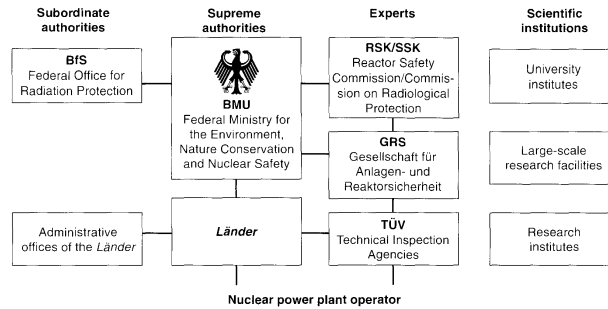 Subordinate
authorities
Supreme
authorities
Experts
Scientific
institutions
BfS
Federal Office for
Radiation Protection
BMU
Federal Ministry for
the Environment,
Nature Conservation
and Nuclear Safety
RSK/SSK
Reactor Safety
Commission/Commis-
sion on Radiological
Protection
University
institutes
GRS
Gesellschaft für
Anlagen- und
Reaktorsicherheit
Large-scale
research facilities
Administrative
offices of the Länder
Länder
TÜV
Technical Inspection
Agencies
Research
institutes
Nuclear power plant operator